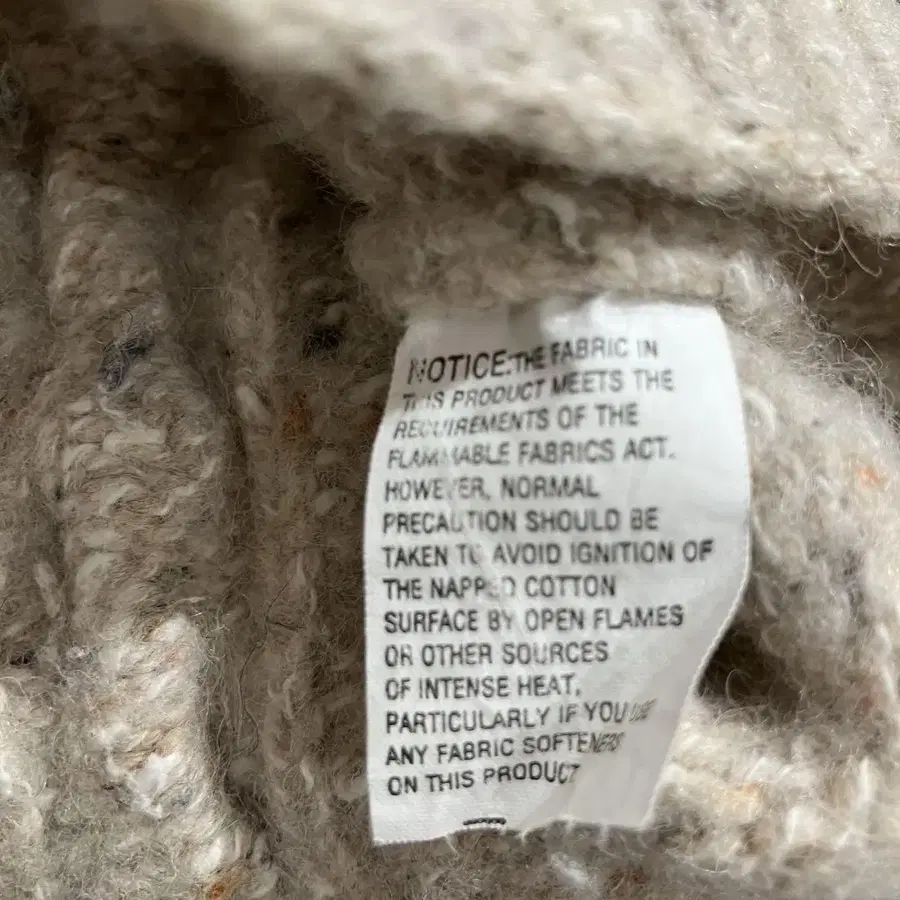 NOTICE:THE FABRIC IN
THIS PRODUCT MEETS THE
REQUIREMENTS OF THE
FLAMMABLE FABRICS ACT.
HOWEVER, NORMAL
PRECAUTION SHOULD BE
TAKEN TO AVOID IGNITION OF
THE NAPPED COTTON
SURFACE BY OPEN FLAMES
OR OTHER SOURCES
OF INTENSE HEAT,
PARTICULARLY IF YOU USE
ANY FABRIC SOFTENERS
ON THIS PRODUCT